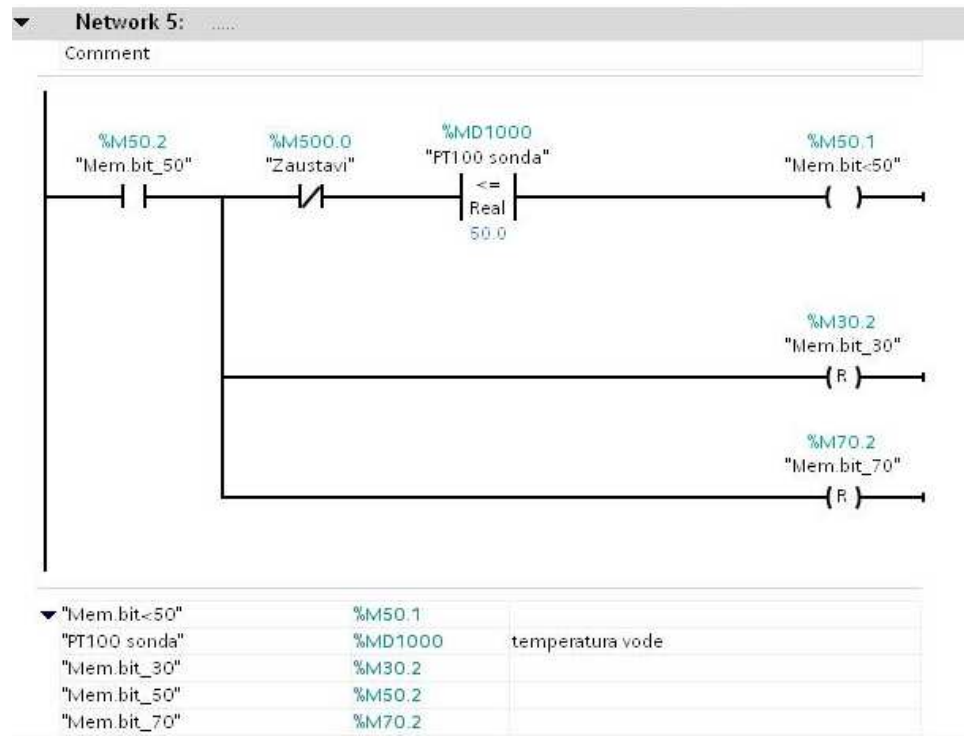 Network 5: .....
Comment
%M50.2 %M500.0 %MD1000 %M50.1
"Mem.bit_50" "Zaustavi" "PT100 sonda" "Mem.bit<50"
<=
Real
50.0
%M30.2
"Mem.bit_30"
R
%M70.2
"Mem.bit_70"
R
"Mem.bit<50" %M50.1
"PT100 sonda" %MD1000 temperatura vode
"Mem.bit_30" %M30.2
"Mem.bit_50" %M50.2
"Mem.bit_70" %M70.2